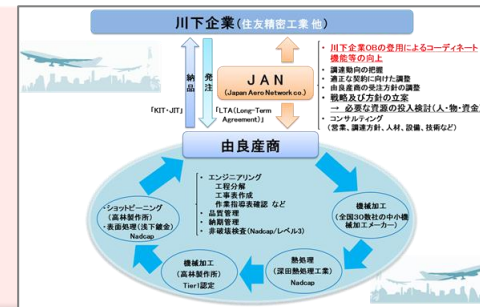 川下企業(住友精密工業 他)
納品
発注
JAN
(Japan Aero Network co.)
・ 川下企業OBの登用によるコーディネート
機能等の向上
・ 調達動向の把握
・ 適正な契約に向けた調整
・ 由良産商の受注方針の調整
・ 戦略及び方針の立案
→ 必要な資源の投入検討(人・物・資金)
・ コンサルティング
(営業、調達方針、人材、設備、技術など)
「KIT・JIT」
「LTA(Long-Term
Agreement)」
由良産商
・ エンジニアリング
工程分解
工事表作成
作業指導表確認 など
・ 品質管理
・ 納期管理
・ 非破壊検査(Nadcap/レベル3)
・ショットピーニング
(高林製作所)
・表面処理(浅下鍍金)
Nadcap
機械加工
(全国30数社の中小機
械加工メーカー)
機械加工
(高林製作所)
Tier1認定
熱処理
(深田熱処理工業)
Nadcap